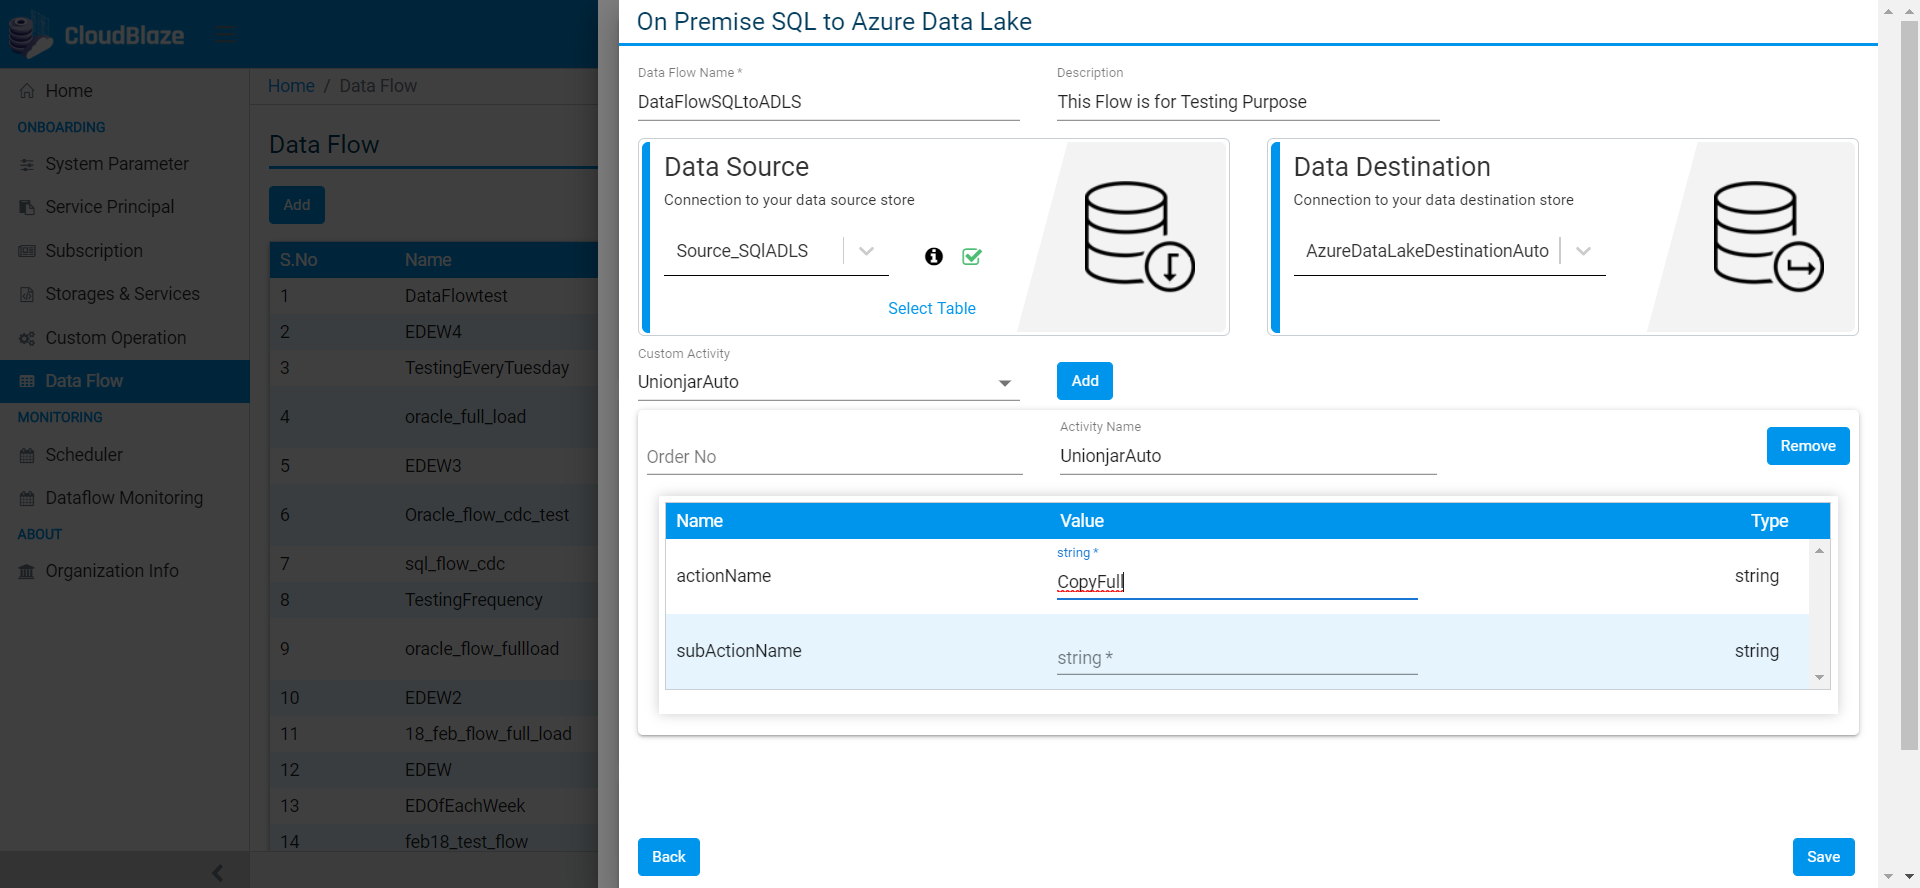 CloudBlaze
Home
ONBOARDING
System Parameter
Service Principal
Subscription
Storages & Services
Custom Operation
Data Flow
MONITORING
Scheduler
Dataflow Monitoring
ABOUT
Organization Info
Home / Data Flow
Data Flow
Add
S.No Name
1 DataFlowtest
2 EDEW4
3 TestingEveryTuesday
4 oracle_full_load
5 EDEW3
6 Oracle_flow_cdc_test
7 sql_flow_cdc
8 TestingFrequency
9 oracle_flow_fullload
10 EDEW2
11 18_feb_flow_full_load
12 EDEW
13 EDOfEachWeek
14 feb18_test_flow
On Premise SQL to Azure Data Lake
Data Flow Name *
DataFlowSQLtoADLS
Description
This Flow is for Testing Purpose
Data Source
Connection to your data source store
Source_SQlADLS
Select Table
Data Destination
Connection to your data destination store
AzureDataLakeDestinationAuto
Custom Activity
UnionjarAuto
Add
Order No
Activity Name
UnionjarAuto
Remove
Name Value Type
string *
actionName CopyFull string
subActionName string * string
Back
Save